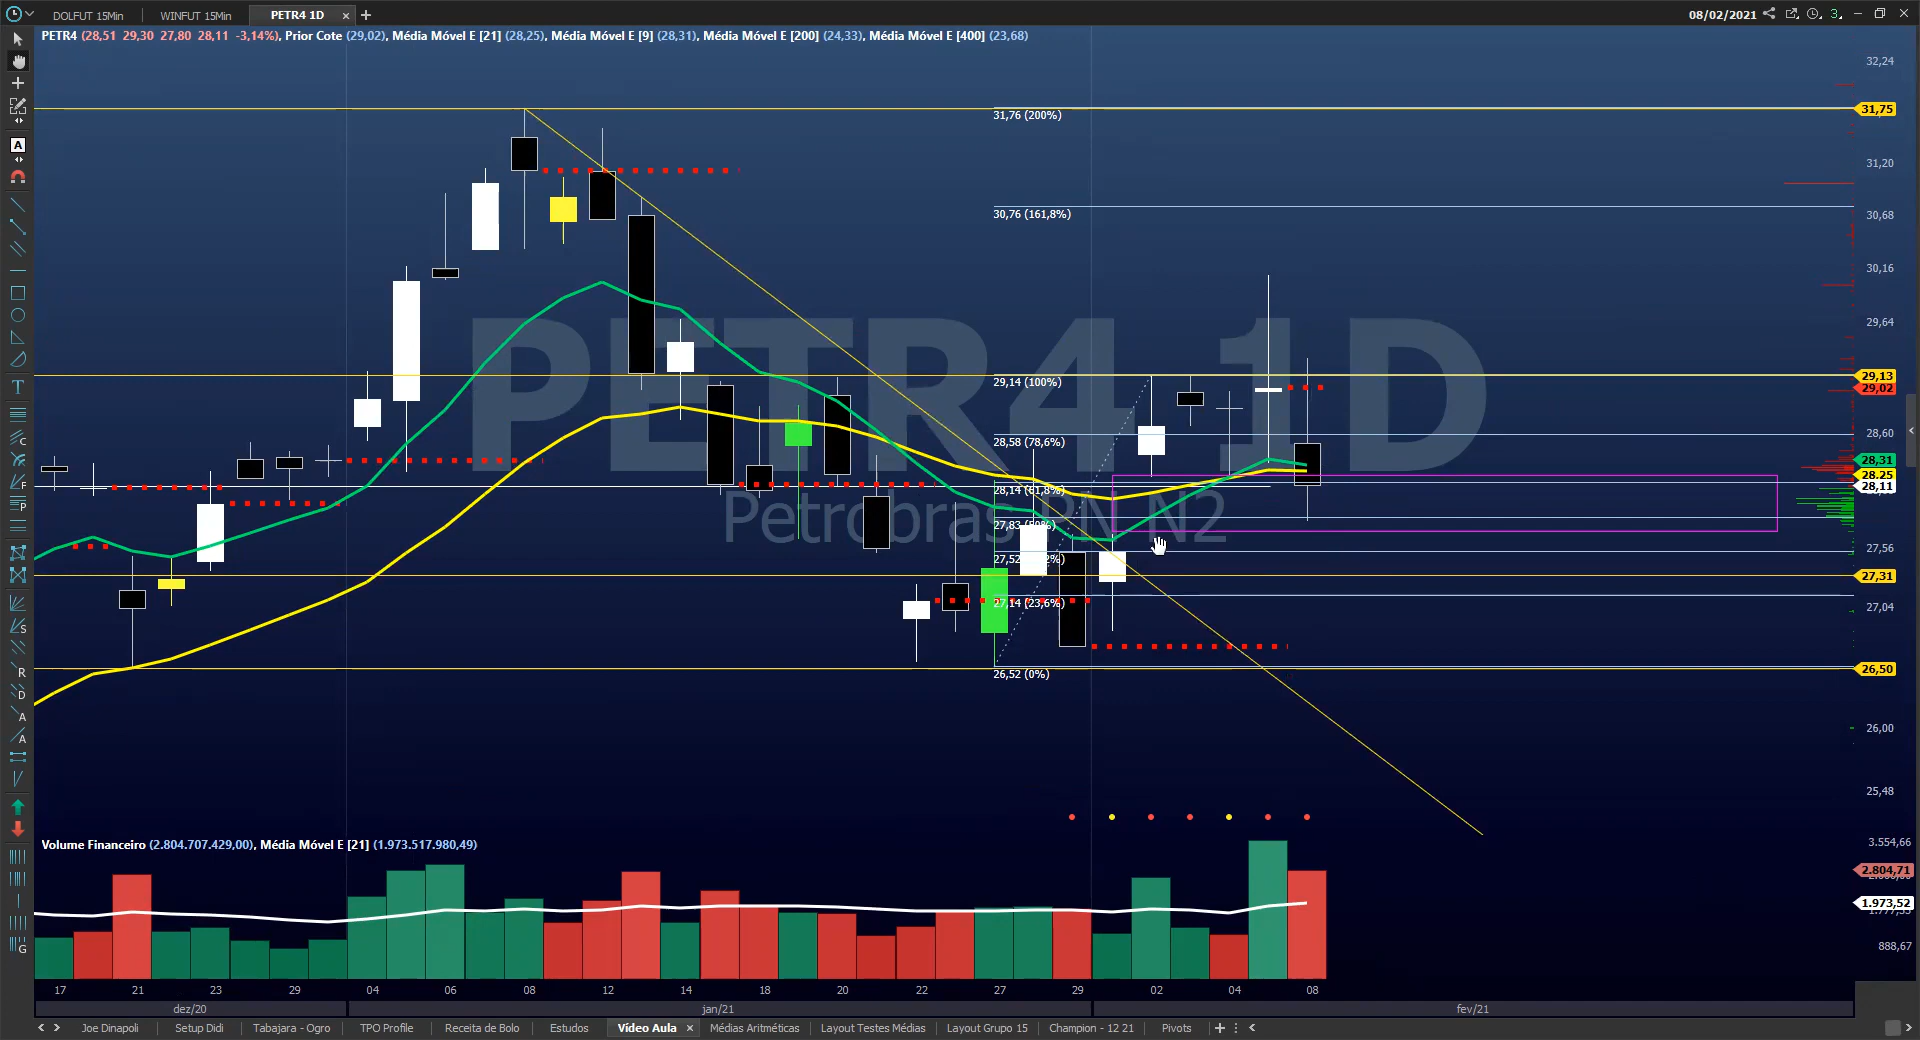 DOLFUT 15Min
WINFUT 15Min
PETR4 1D
08/02/2021
3
PETR4 (28,51 29,30 27,80 28,11 -3,14%), Prior Cote (29,02), Média Móvel E [21] (28,25), Média Móvel E [9] (28,31), Média Móvel E [200] (24,33), Média Móvel E [400] (23,68)
PETR4 1D
Petrobras PN N2
31,76 (200%)
30,76 (161,8%)
29,14 (100%)
28,58 (78,6%)
28,14 (61,8%)
27,83 (50%)
27,14 (23,6%)
26,52 (0%)
32,24
31,75
31,20
30,68
30,16
29,64
29,13
29,02
28,60
28,31
28,25
28,11
27,56
27,31
27,04
26,50
26,00
25,48
A
T
C
F
P
S
R
D
A
A
G
Volume Financeiro (2.804.707.429,00), Média Móvel E [21] (1.973.517.980,49)
3.554,66
2.804,71
1.973,52
888,67
17 21 23 29 04 06 08 12 14 18 20 22 27 29 02 04 08
dez/20 jan/21 fev/21
Joe Dinapoli
Setup Didi
Tabajara - Ogro
TPO Profile
Receita de Bolo
Estudos
Vídeo Aula
Médias Aritméticas
Layout Testes Médias
Layout Grupo 15
Champion - 12 21
Pivots